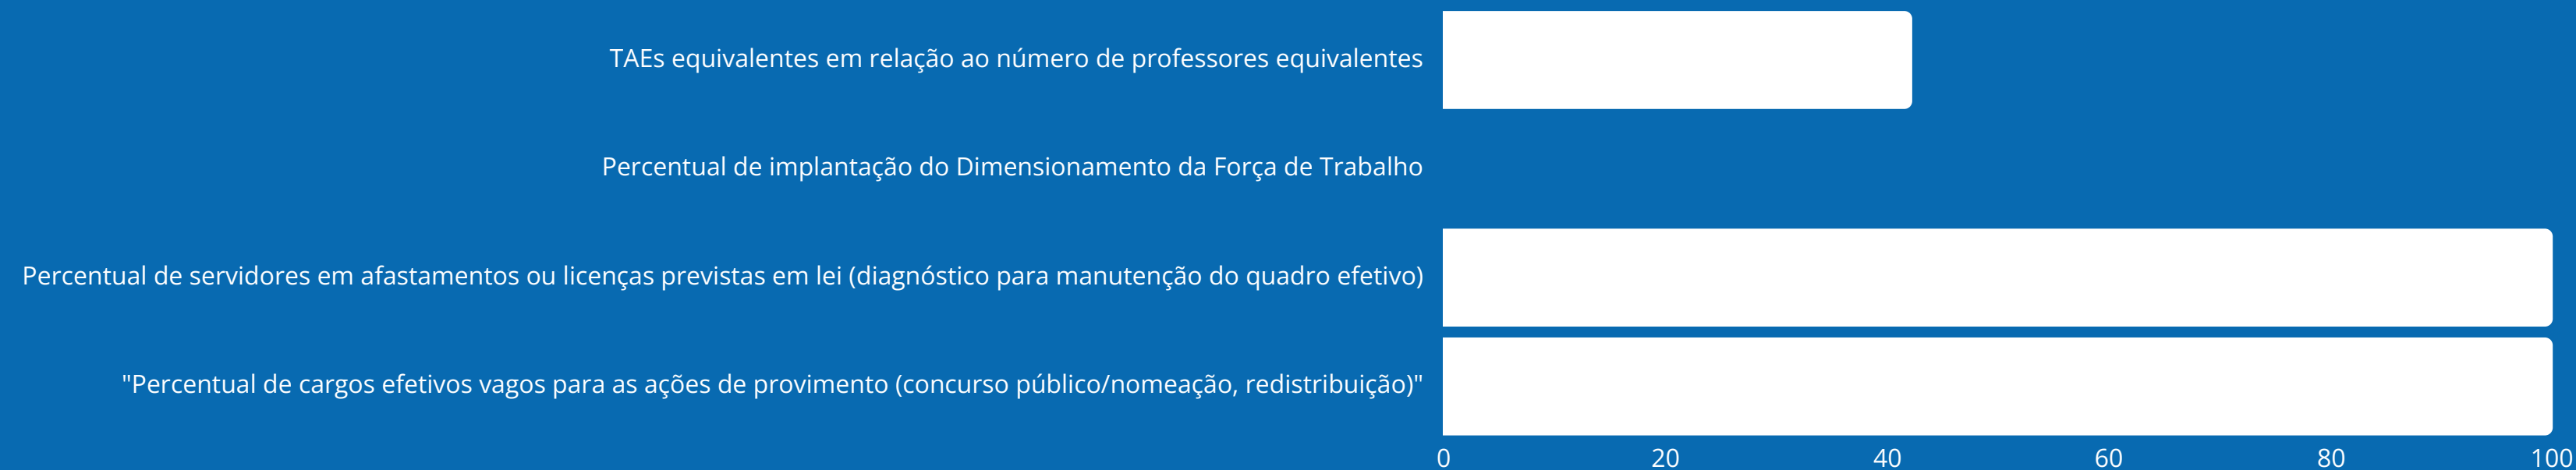 TAEs equivalentes em relação ao número de professores equivalentes
Percentual de implantação do Dimensionamento da Força de Trabalho
Percentual de servidores em afastamentos ou licenças previstas em lei (diagnóstico para manutenção do quadro efetivo)
"Percentual de cargos efetivos vagos para as ações de provimento (concurso público/nomeação, redistribuição)"
0 20 40 60 80 100